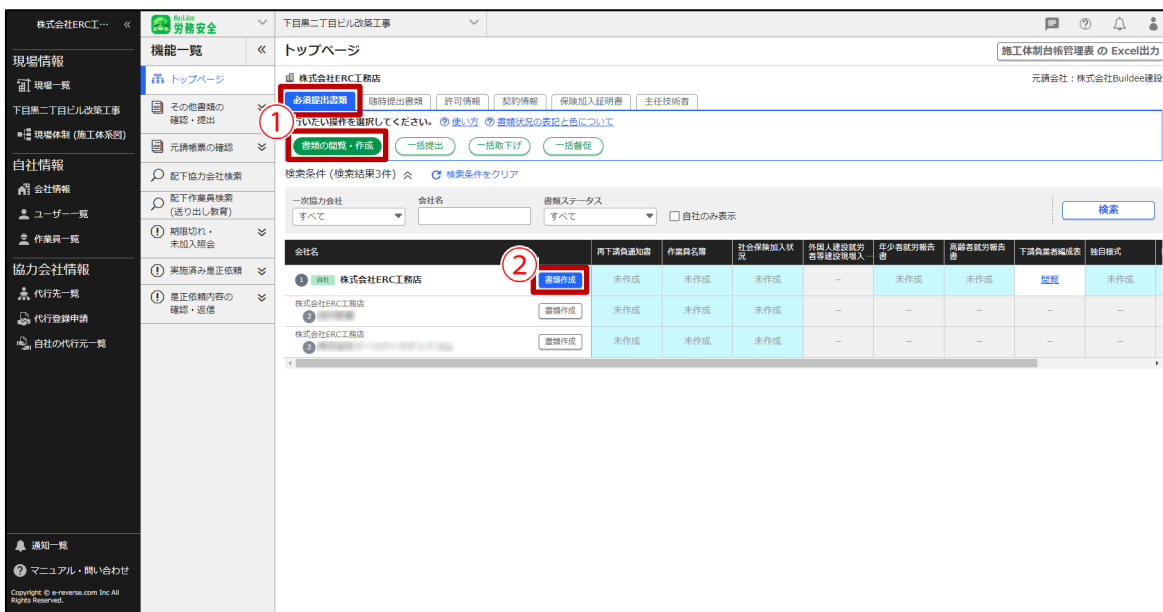 株式会社ERC工… «
現場情報
現場一覧
下目黒二丁目ビル改築工事
現場体制 (施工体系図)
自社情報
会社情報
ユーザー一覧
作業員一覧
協力会社情報
代行先一覧
代行登録申請
自社の代行元一覧
通知一覧
マニュアル・問い合わせ
Copyright © e-reverse.com Inc All
Rights Reserved.
Buildee
労務安全
機能一覧 «
トップページ
その他書類の
確認・提出
元請帳票の確認
配下協力会社検索
配下作業員検索
(送り出し教育)
期限切れ・
未加入照会
実施済み是正依頼
是正依頼内容の
確認・返信
下目黒二丁目ビル改築工事
トップページ
施工体制台帳管理表 の Excel出力
株式会社ERC工務店
元請会社：株式会社Buildee建設
必須提出書類 随時提出書類 許可情報 契約情報 保険加入証明書 主任技術者
①
行いたい操作を選択してください。 使い方 書類状況の表記と色について
書類の閲覧・作成 一括提出 一括取下げ 一括督促
検索条件 (検索結果3件) 検索条件をクリア
一次協力会社 会社名 書類ステータス
すべて すべて 自社のみ表示 検索
会社名 再下請負通知書 作業員名簿 社会保険加入状況 外国人建設就労者等建設現場入… 年少者就労報告書 高齢者就労報告書 下請負業者編成表 独自様式
②
1 自社 株式会社ERC工務店 書類作成 未作成 未作成 未作成 － 未作成 未作成 閲覧 未作成
株式会社ERC工務店
2 書類作成 未作成 未作成 未作成 － － － － －
株式会社ERC工務店
2 書類作成 未作成 未作成 未作成 － － － － －